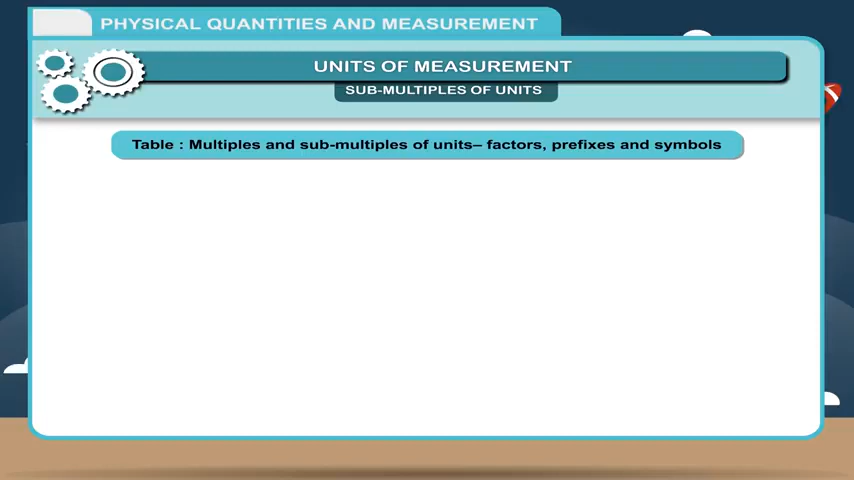 PHYSICAL QUANTITIES AND MEASUREMENT
UNITS OF MEASUREMENT
SUB-MULTIPLES OF UNITS
Table : Multiples and sub-multiples of units– factors, prefixes and symbols